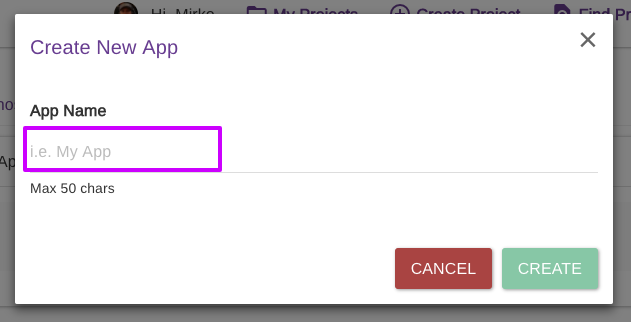 Hi, Mirko
My Projects
Create Project
Find Pr
Create New App
App Name
i.e. My App
Ap
Max 50 chars
CANCEL
CREATE